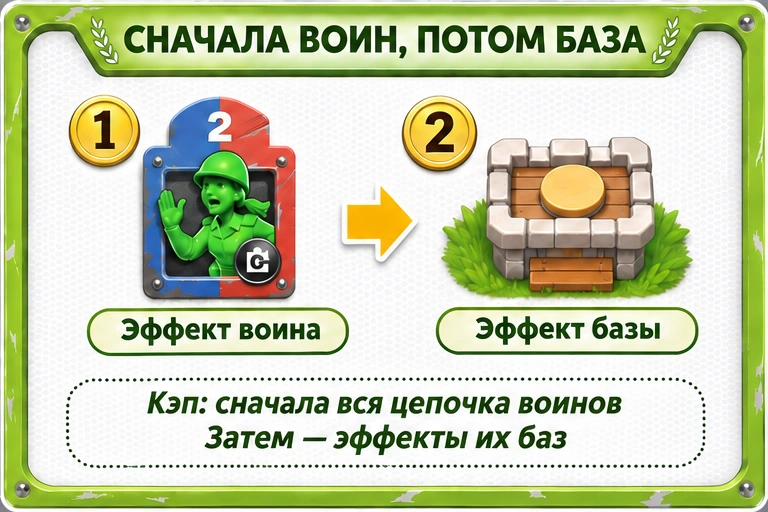 СНАЧАЛА ВОИН, ПОТОМ БАЗА
1
2
2
Эффект воина
Эффект базы
Кэп: сначала вся цепочка воинов
Затем — эффекты их баз